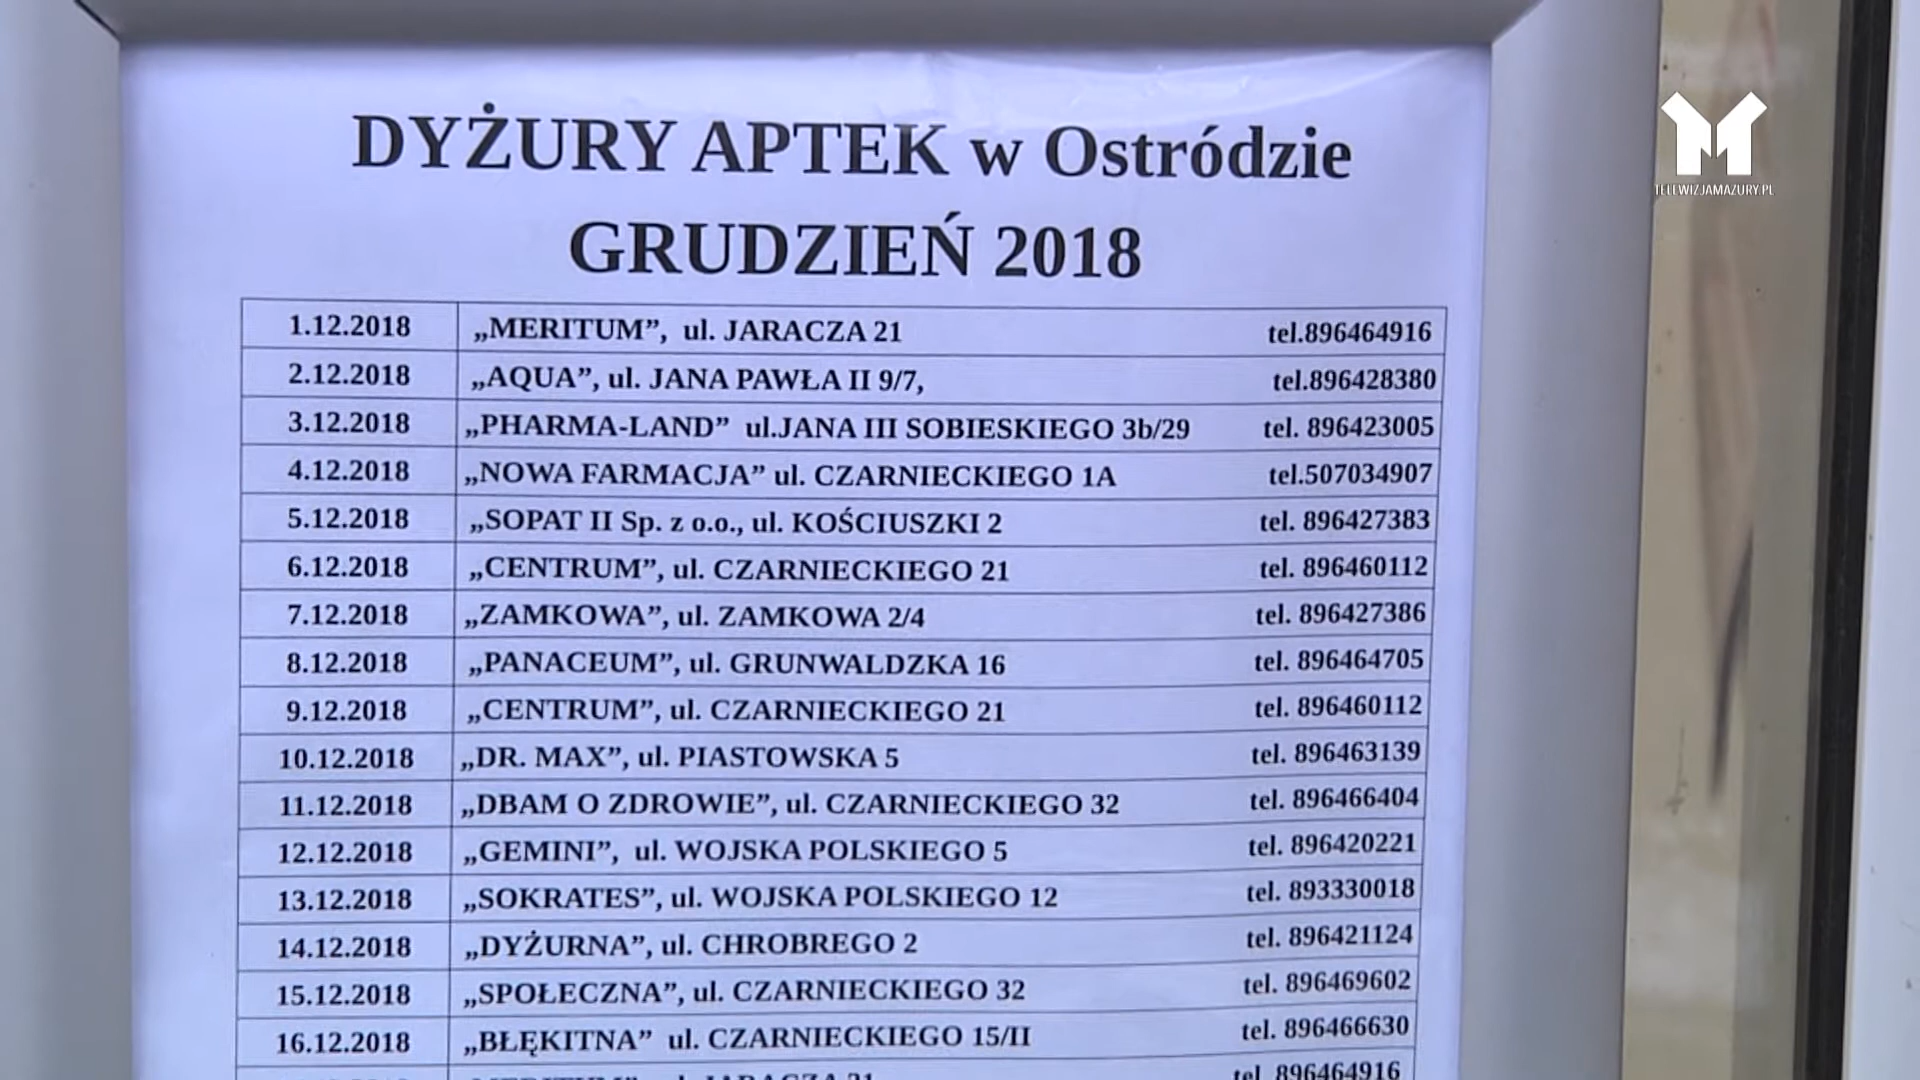 DYŻURY APTEK w Ostródzie
GRUDZIEŃ 2018
1.12.2018 „MERITUM”, ul. JARACZA 21 tel.896464916
2.12.2018 „AQUA”, ul. JANA PAWŁA II 9/7, tel.896428380
3.12.2018 „PHARMA-LAND” ul.JANA III SOBIESKIEGO 3b/29 tel. 896423005
4.12.2018 „NOWA FARMACJA” ul. CZARNIECKIEGO 1A tel.507034907
5.12.2018 „SOPAT II Sp. z o.o., ul. KOŚCIUSZKI 2 tel. 896427383
6.12.2018 „CENTRUM”, ul. CZARNIECKIEGO 21 tel. 896460112
7.12.2018 „ZAMKOWA”, ul. ZAMKOWA 2/4 tel. 896427386
8.12.2018 „PANACEUM”, ul. GRUNWALDZKA 16 tel. 896464705
9.12.2018 „CENTRUM”, ul. CZARNIECKIEGO 21 tel. 896460112
10.12.2018 „DR. MAX”, ul. PIASTOWSKA 5 tel. 896463139
11.12.2018 „DBAM O ZDROWIE”, ul. CZARNIECKIEGO 32 tel. 896466404
12.12.2018 „GEMINI”, ul. WOJSKA POLSKIEGO 5 tel. 896420221
13.12.2018 „SOKRATES”, ul. WOJSKA POLSKIEGO 12 tel. 893330018
14.12.2018 „DYŻURNA”, ul. CHROBREGO 2 tel. 896421124
15.12.2018 „SPOŁECZNA”, ul. CZARNIECKIEGO 32 tel. 896469602
16.12.2018 „BŁĘKITNA” ul. CZARNIECKIEGO 15/II tel. 896466630
„MERITUM”, ul. JARACZA 21 tel. 896464916
TELEWIZJAMAZURY.PL